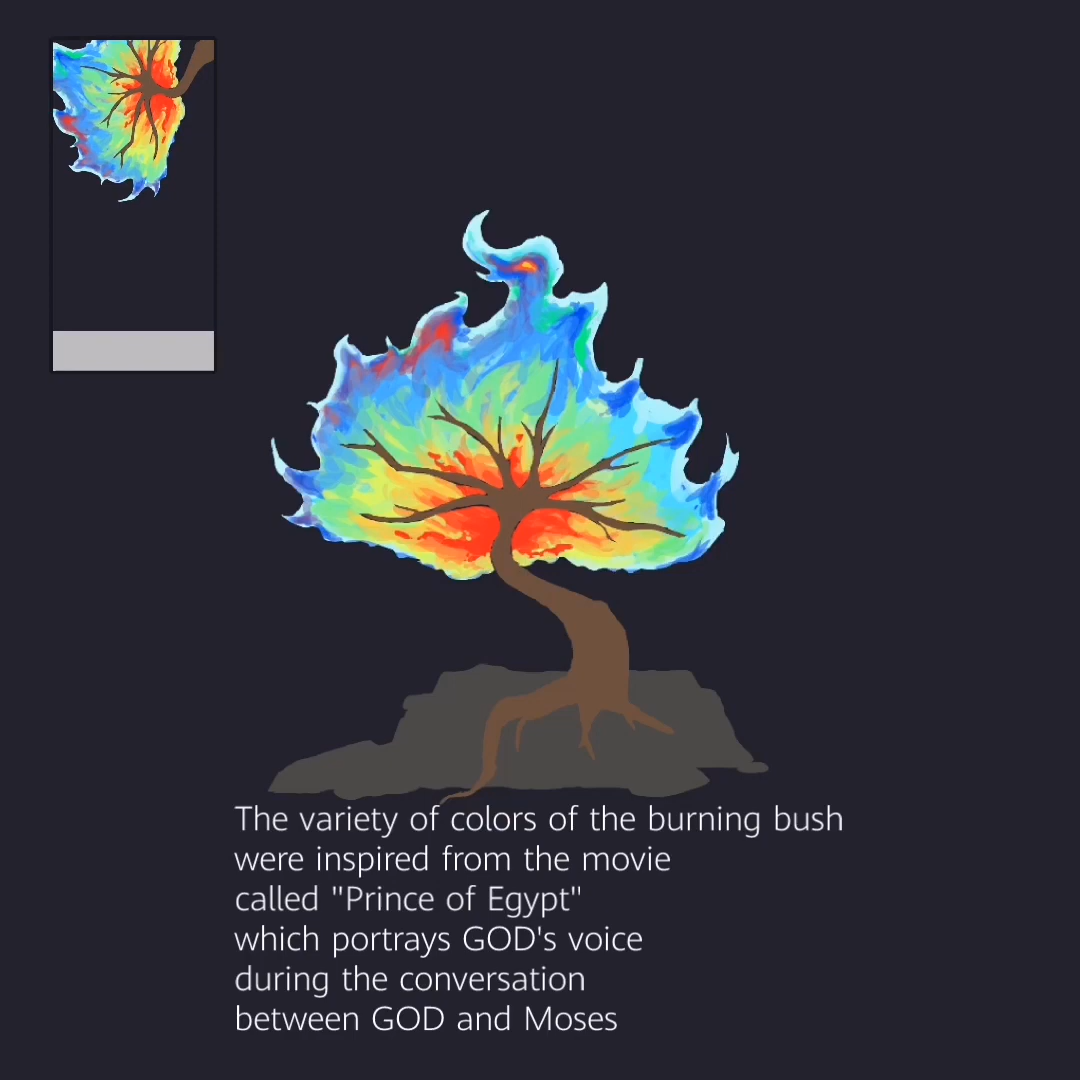 The variety of colors of the burning bush
were inspired from the movie
called "Prince of Egypt"
which portrays GOD's voice
during the conversation
between GOD and Moses